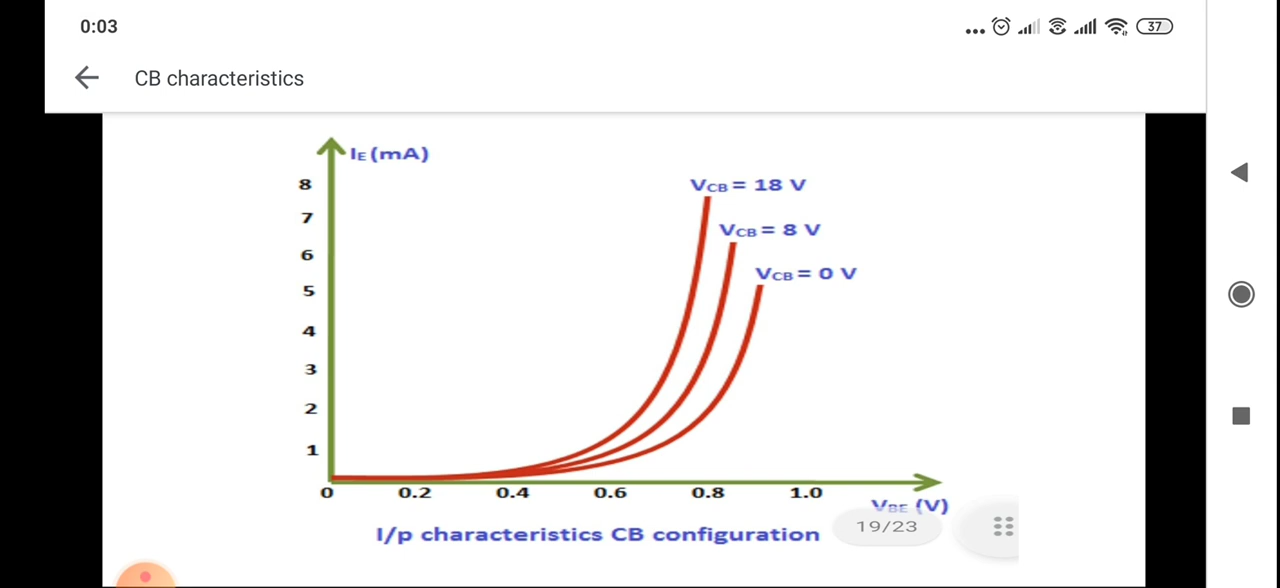 0:03
37
CB characteristics
IE (mA)
8
7
6
5
4
3
2
1
VCB = 18 V
VCB = 8 V
VCB = 0 V
0 0.2 0.4 0.6 0.8 1.0
VBE (V)
I/p characteristics CB configuration
19/23